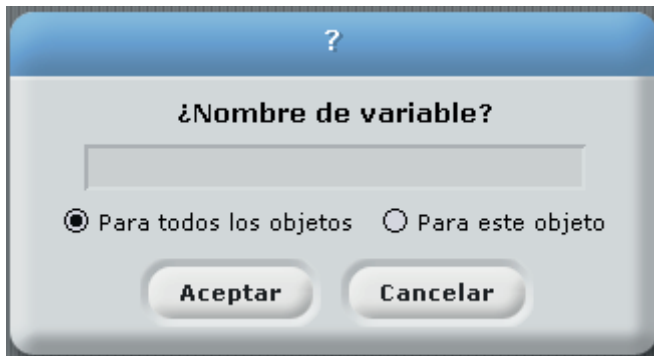 ?
¿Nombre de variable?
Para todos los objetos Para este objeto
Aceptar Cancelar